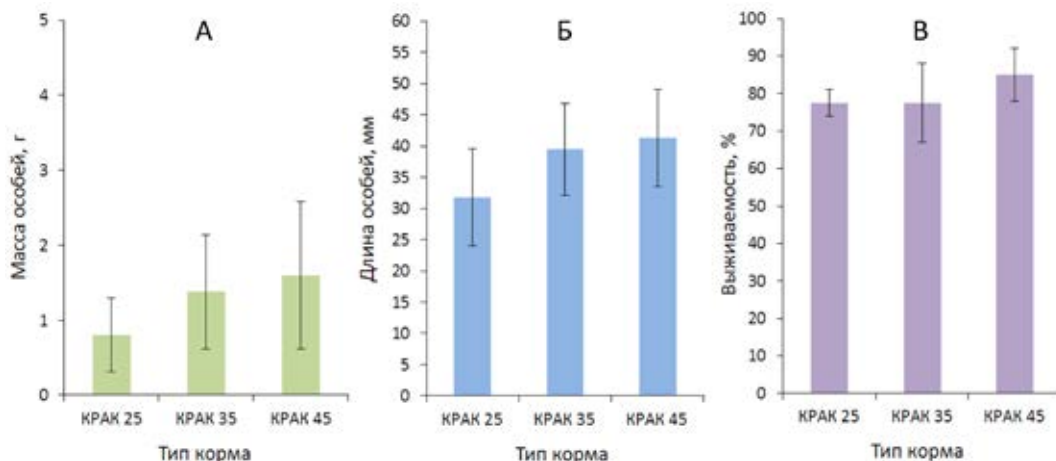 А
Масса особей, г
5
4
3
2
1
0
КРАК 25 КРАК 35 КРАК 45
Тип корма
Б
Длина особей, мм
60
55
50
45
40
35
30
25
20
15
10
5
0
КРАК 25 КРАК 35 КРАК 45
Тип корма
В
Выживаемость, %
100
90
80
70
60
50
40
30
20
10
0
КРАК 25 КРАК 35 КРАК 45
Тип корма